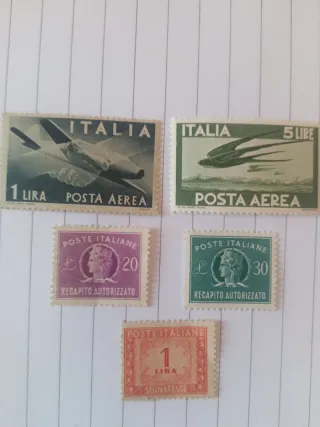 ITALIA
1 LIRA POSTA AEREA
ITALIA 5 LIRE
POSTA AEREA
POSTE ITALIANE
£ 20
RECAPITO AUTORIZZATO
POSTE ITALIANE
£ 30
RECAPITO AUTORIZZATO
POSTE ITALIANE
1
LIRA
SEGNATASSE